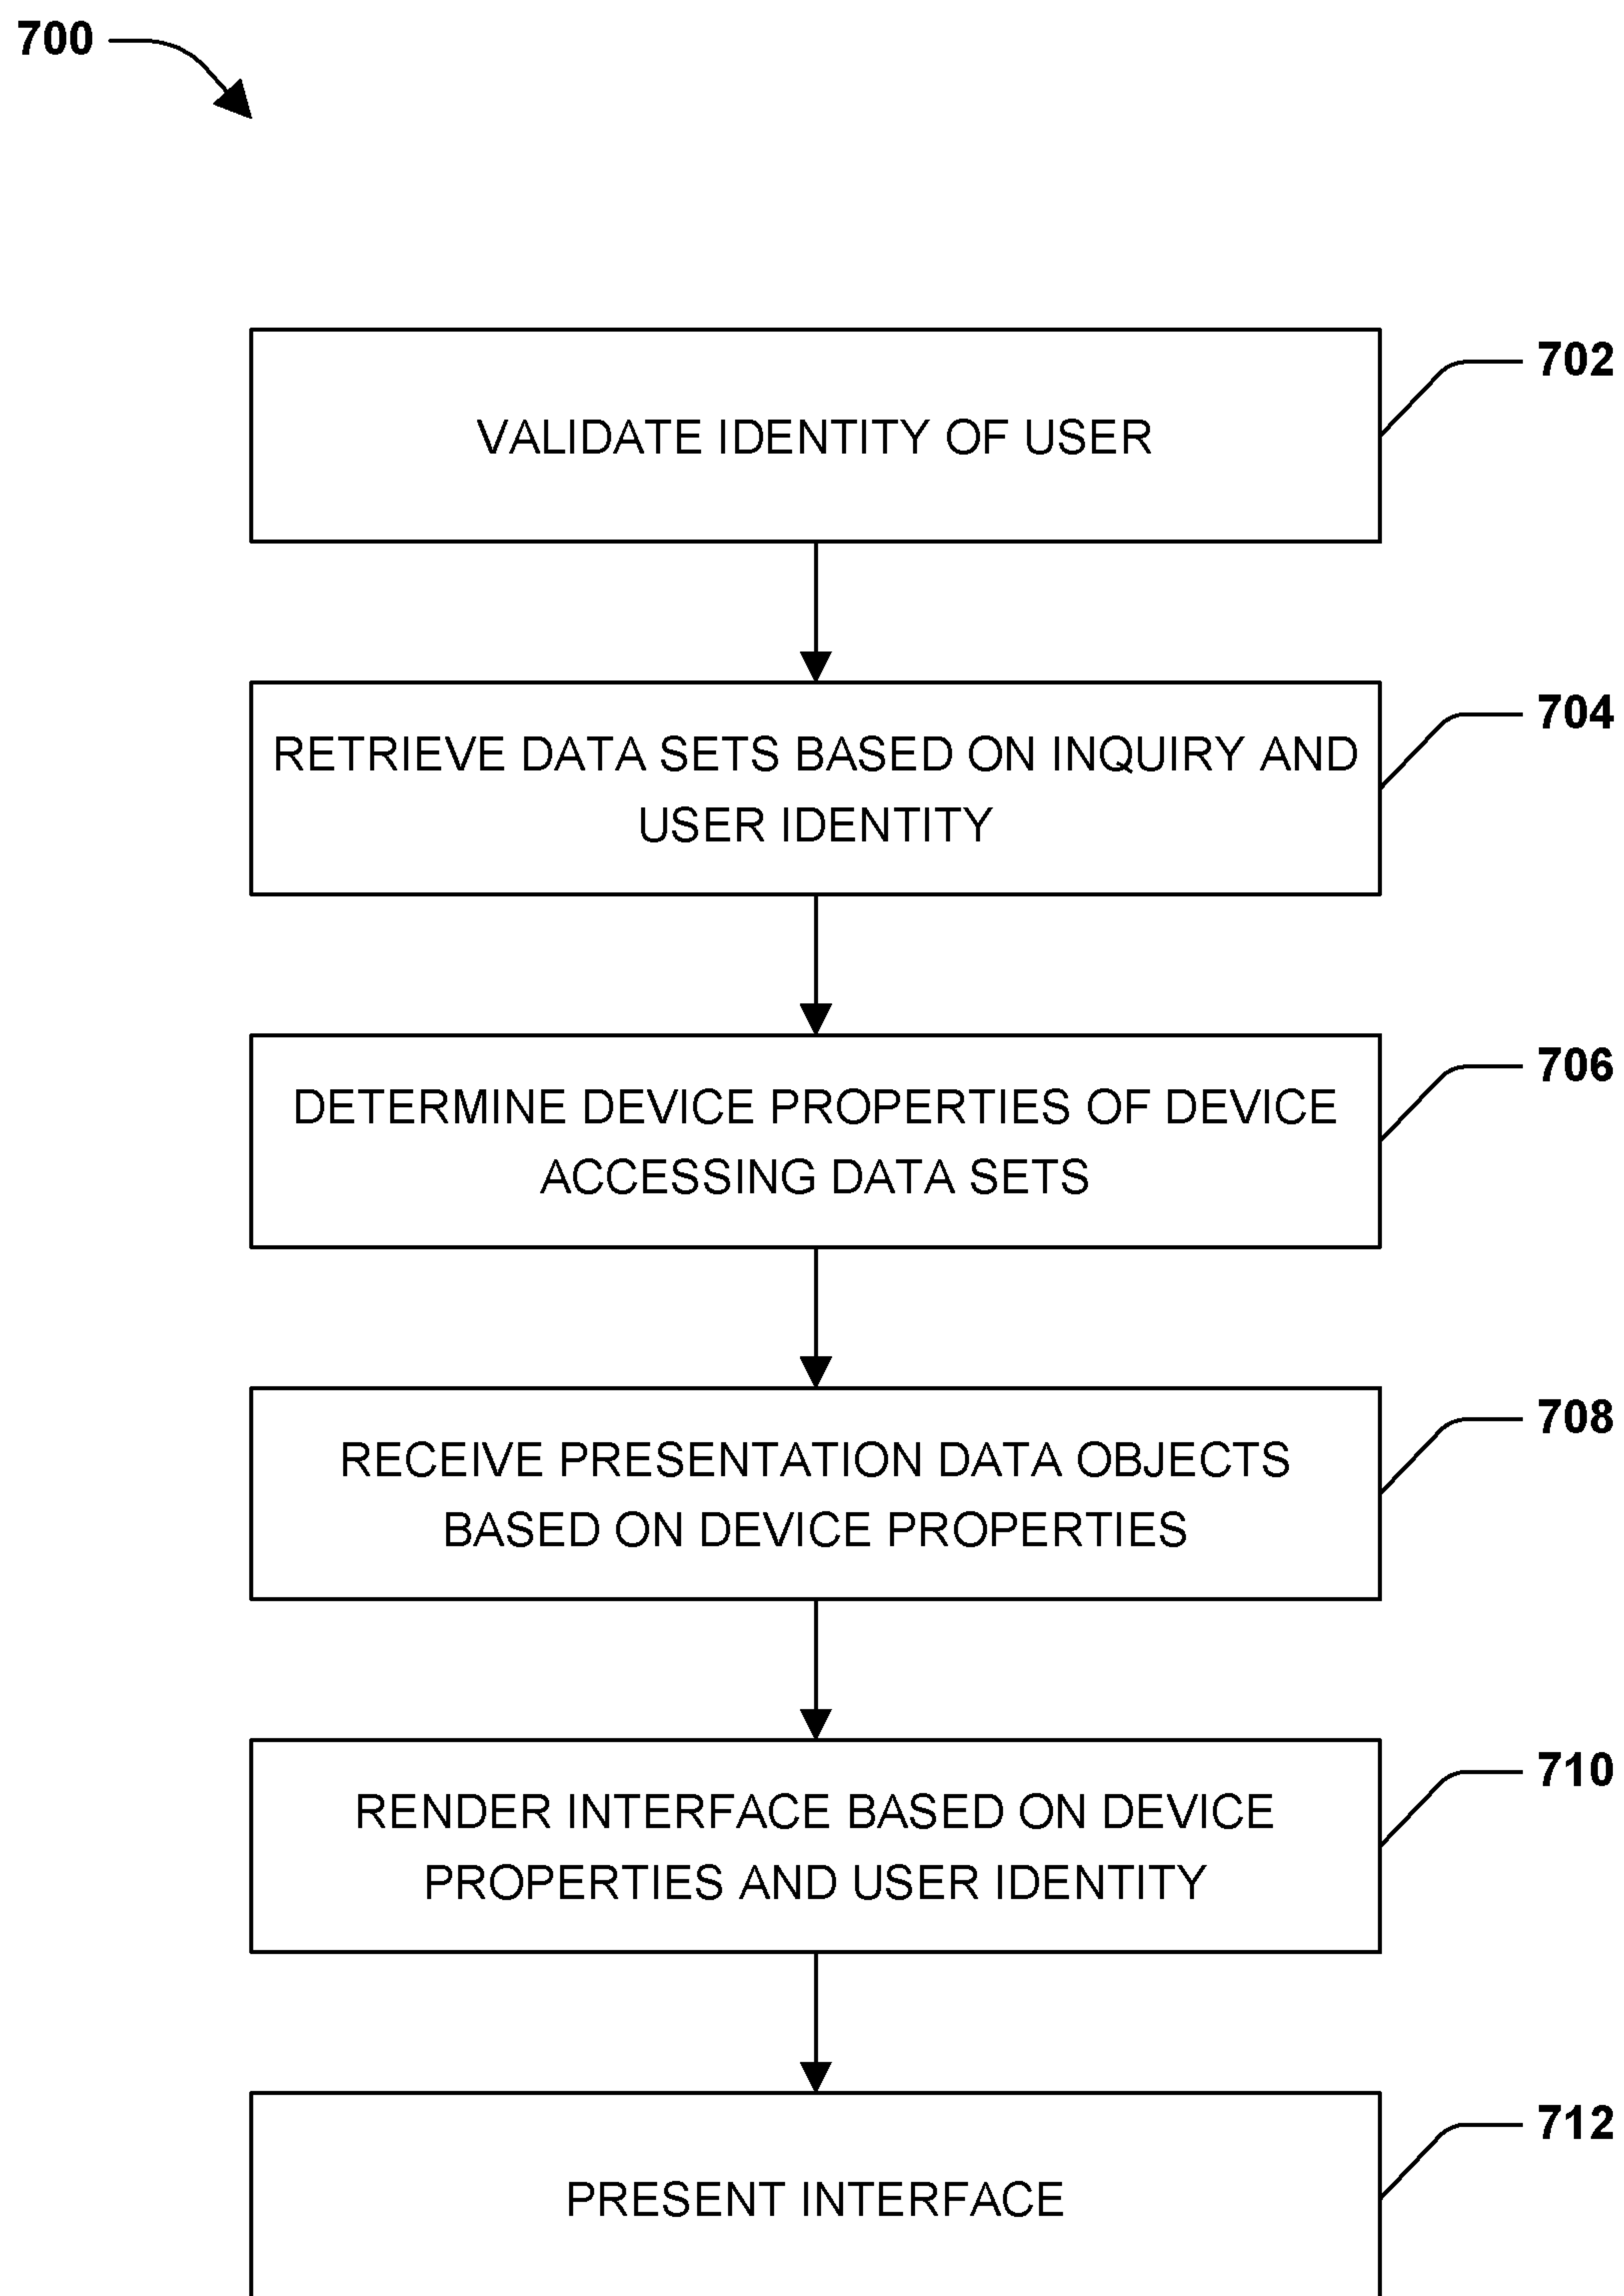 700
702
VALIDATE IDENTITY OF USER
704
RETRIEVE DATA SETS BASED ON INQUIRY AND
USER IDENTITY
706
DETERMINE DEVICE PROPERTIES OF DEVICE
ACCESSING DATA SETS
708
RECEIVE PRESENTATION DATA OBJECTS
BASED ON DEVICE PROPERTIES
710
RENDER INTERFACE BASED ON DEVICE
PROPERTIES AND USER IDENTITY
712
PRESENT INTERFACE